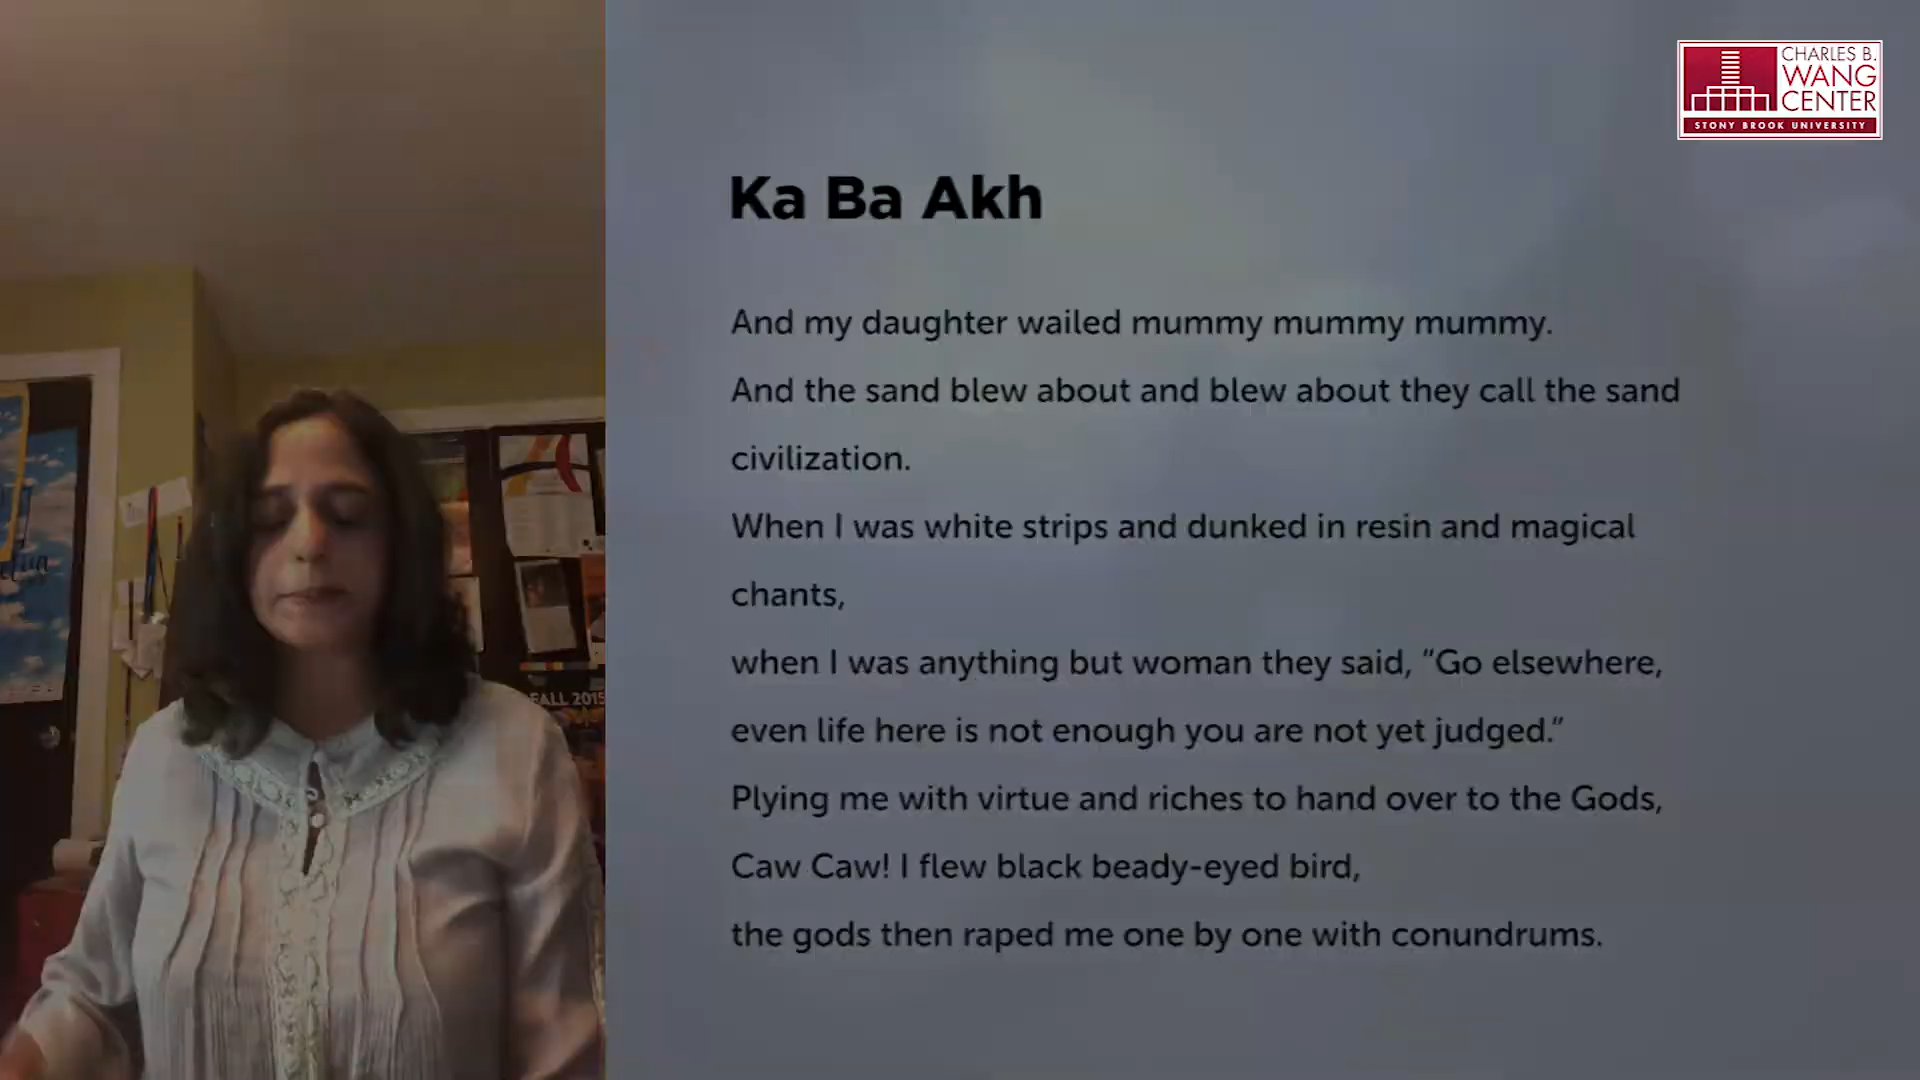 CHARLES B.
WANG
CENTER
STONY BROOK UNIVERSITY
Ka Ba Akh
And my daughter wailed mummy mummy mummy.
And the sand blew about and blew about they call the sand
civilization.
When I was white strips and dunked in resin and magical
chants,
when I was anything but woman they said, “Go elsewhere,
even life here is not enough you are not yet judged.”
Plying me with virtue and riches to hand over to the Gods,
Caw Caw! I flew black beady-eyed bird,
the gods then raped me one by one with conundrums.
FALL 2015